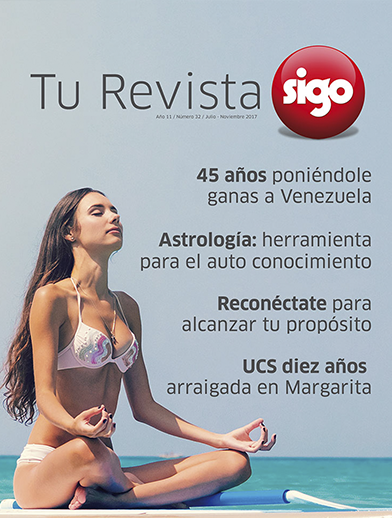 Tu Revista sigo
Año 11 / Número 32 / Julio - Noviembre 2017
45 años poniéndole
ganas a Venezuela
Astrología: herramienta
para el auto conocimiento
Reconéctate para
alcanzar tu propósito
UCS diez años
arraigada en Margarita